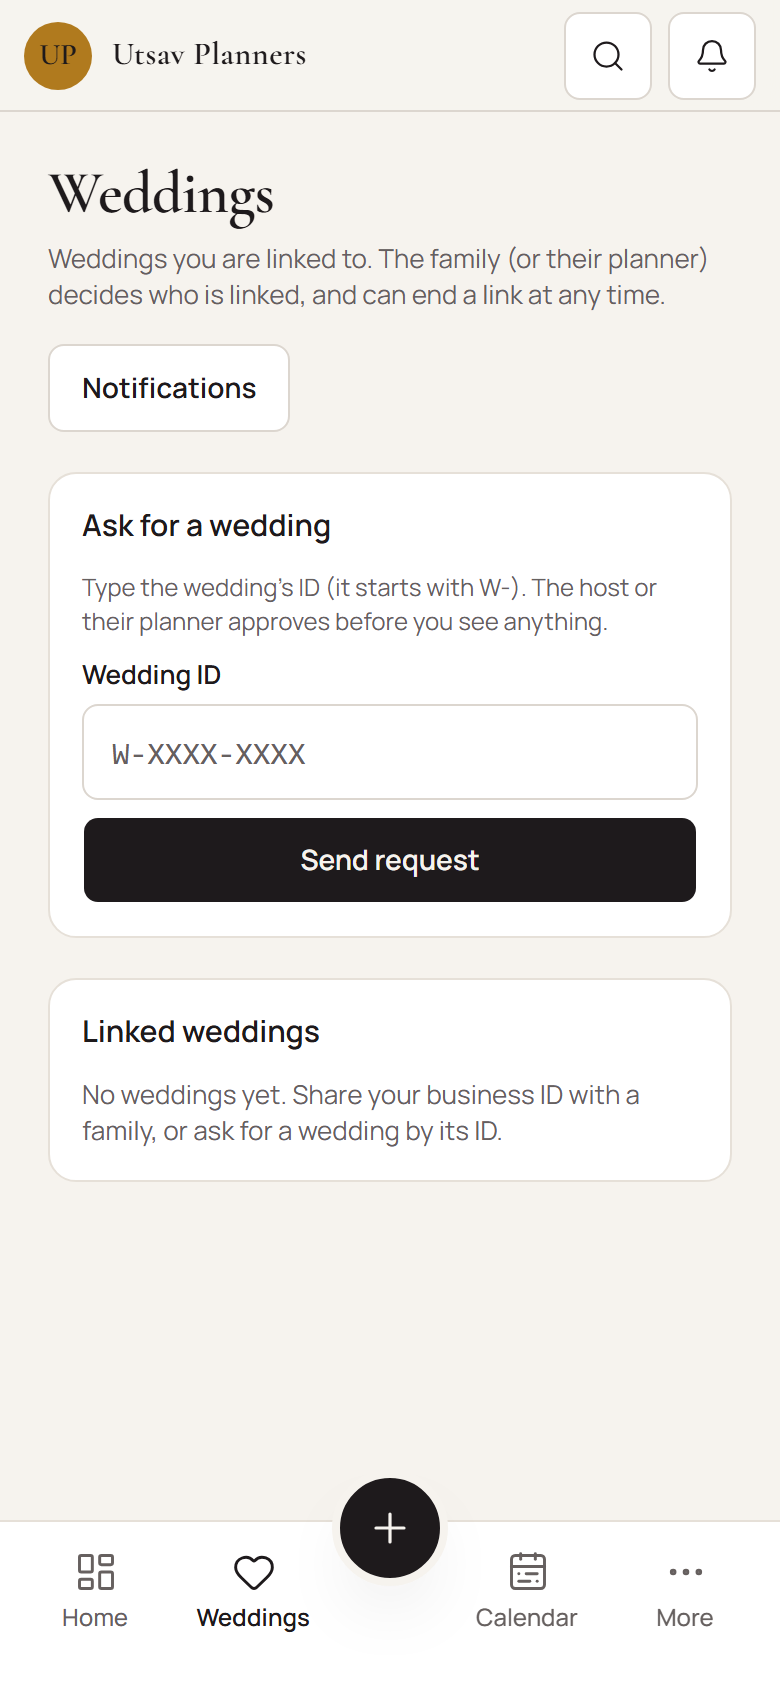 UP
Utsav Planners
Weddings
Weddings you are linked to. The family (or their planner)
decides who is linked, and can end a link at any time.
Notifications
Ask for a wedding
Type the wedding’s ID (it starts with W-). The host or
their planner approves before you see anything.
Wedding ID
W-XXXX-XXXX
Send request
Linked weddings
No weddings yet. Share your business ID with a
family, or ask for a wedding by its ID.
Home
Weddings
Calendar
More